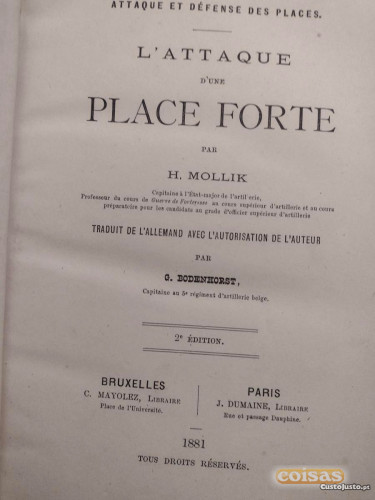 ATTAQUE ET DÉFENSE DES PLACES.
L'ATTAQUE
D'UNE
PLACE FORTE
PAR
H. MOLLIK
Capitaine à l'État-major de l'artillerie,
Professeur du cours de Guerre de Forteresse au cours supérieur d'artillerie et au cours
préparatoire pour les candidats au grade d'officier supérieur d'artillerie
TRADUIT DE L'ALLEMAND AVEC L'AUTORISATION DE L'AUTEUR
PAR
G. BODENHORST,
Capitaine au 5e régiment d'artillerie belge.
2e ÉDITION.
BRUXELLES
C. MAYOLEZ, LIBRAIRE
Place de l'Université.
PARIS
J. DUMAINE, LIBRAIRE
Rue et passage Dauphine.
1881
TOUS DROITS RÉSERVÉS.
coisas
CustoJusto.pt